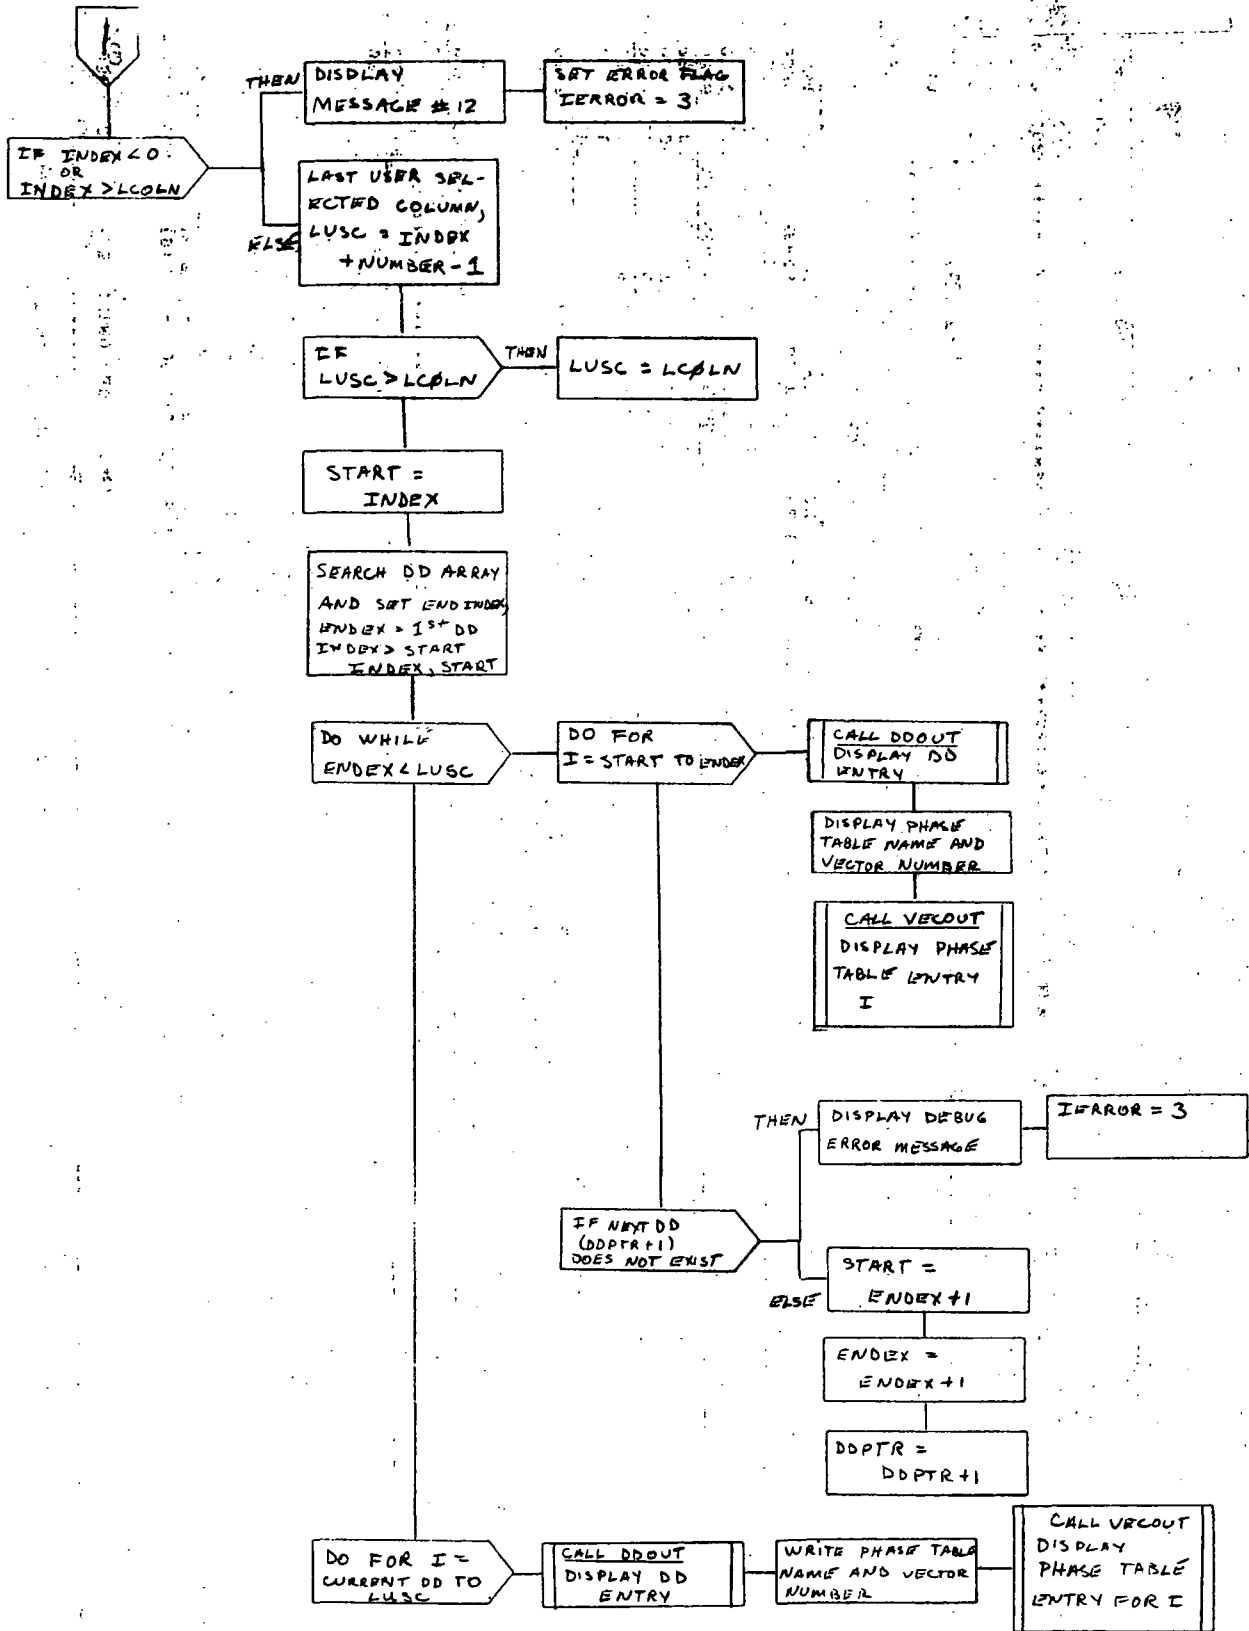 THEN
DISPLAY
MESSAGE # 12
SET ERROR FLAG
IERROR = 3
IF INDEX < 0
OR
INDEX > LCOLN
ELSE
LAST USER SEL-
ECTED COLUMN,
LUSC = INDEX
+ NUMBER - 1
IF
LUSC > LCØLN
THEN
LUSC = LCØLN
START =
INDEX
SEARCH DD ARRAY
AND SET END INDEX,
ENDEX = 1st DD
INDEX > START
INDEX, START
DO WHILE
ENDEX < LUSC
DO FOR
I = START TO ENDEX
CALL DDOUT
DISPLAY DD
ENTRY
DISPLAY PHASE
TABLE NAME AND
VECTOR NUMBER
CALL VECOUT
DISPLAY PHASE
TABLE ENTRY
I
IF NEXT DD
(DDPTR+1)
DOES NOT EXIST
THEN
DISPLAY DEBUG
ERROR MESSAGE
IERROR = 3
ELSE
START =
ENDEX +1
ENDEX =
ENDEX +1
DDPTR =
DDPTR +1
DO FOR I =
CURRENT DD TO
LUSC
CALL DDOUT
DISPLAY DD
ENTRY
WRITE PHASE TABLE
NAME AND VECTOR
NUMBER
CALL VECOUT
DISPLAY
PHASE TABLE
ENTRY FOR I